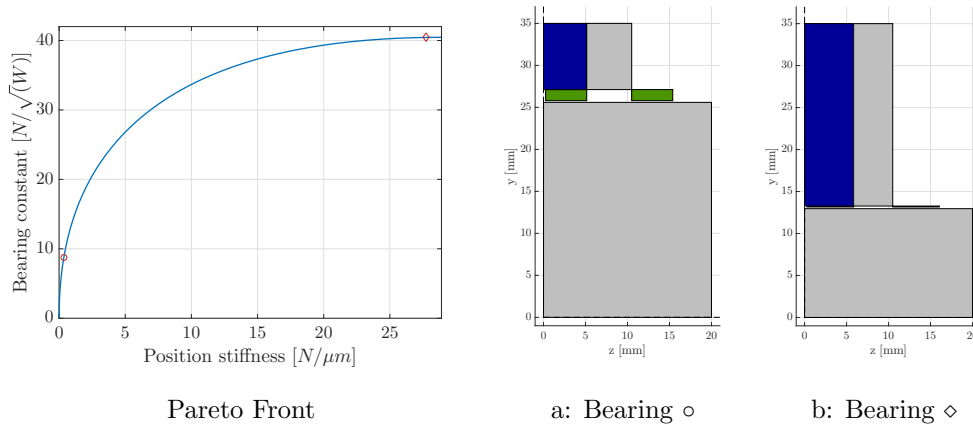 Bearing constant [N/√(W)]
40
30
20
10
0
0 5 10 15 20 25
Position stiffness [N/μm]
Pareto Front
y [mm]
35
30
25
20
15
10
5
0
0 5 10 15 20
z [mm]
a: Bearing ○
y [mm]
35
30
25
20
15
10
5
0
0 5 10 15 20
z [mm]
b: Bearing ⋄